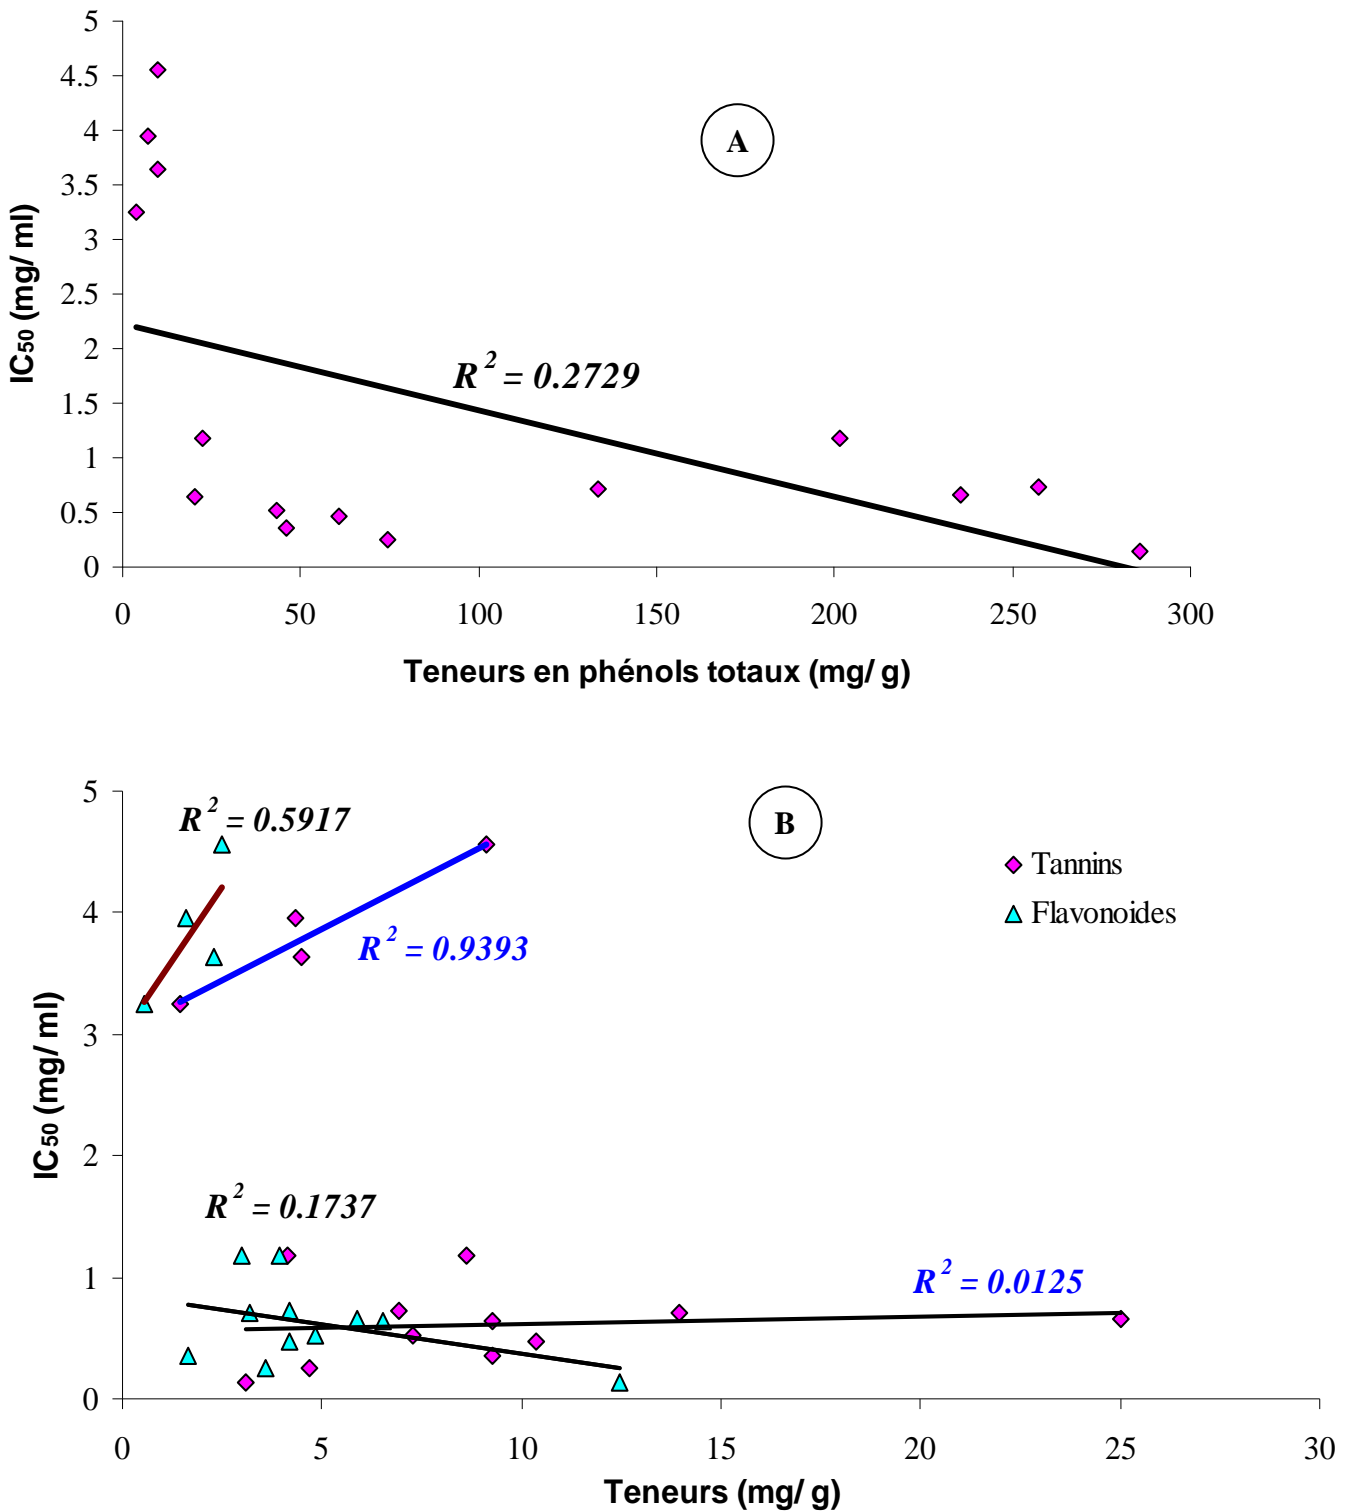 5
4.5
4
3.5
3
2.5
2
1.5
1
0.5
0
IC50 (mg/ ml)
A
R² = 0.2729
0 50 100 150 200 250 300
Teneurs en phénols totaux (mg/ g)
5
4
3
2
1
0
IC50 (mg/ ml)
B
R² = 0.5917
R² = 0.9393
Tannins
Flavonoides
R² = 0.1737
R² = 0.0125
0 5 10 15 20 25 30
Teneurs (mg/ g)